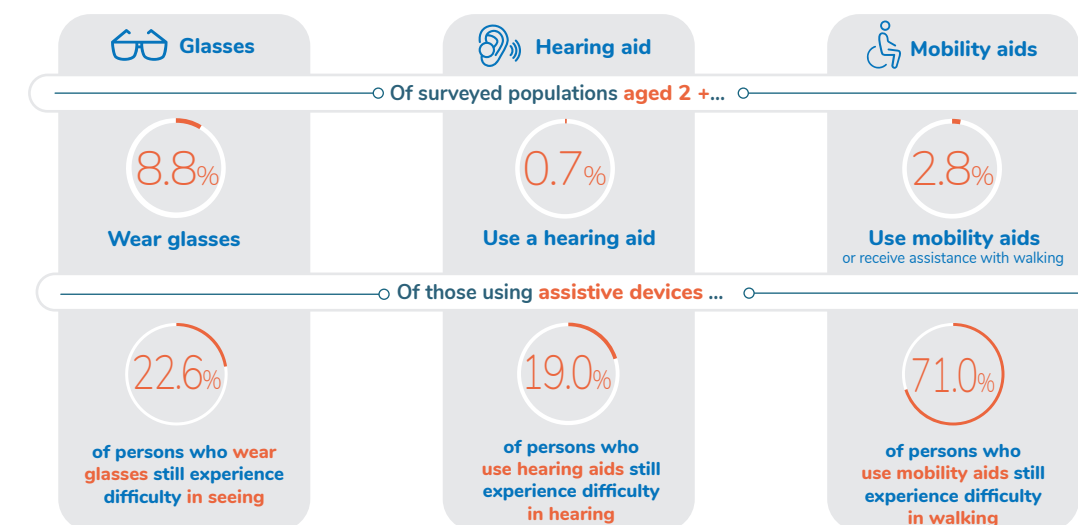 Glasses
Hearing aid
Mobility aids
Of surveyed populations aged 2 +...
8.8%
0.7%
2.8%
Wear glasses
Use a hearing aid
Use mobility aids
or receive assistance with walking
Of those using assistive devices ...
22.6%
19.0%
71.0%
of persons who wear
glasses still experience
difficulty in seeing
of persons who
use hearing aids still
experience difficulty
in hearing
of persons who
use mobility aids still
experience difficulty
in walking